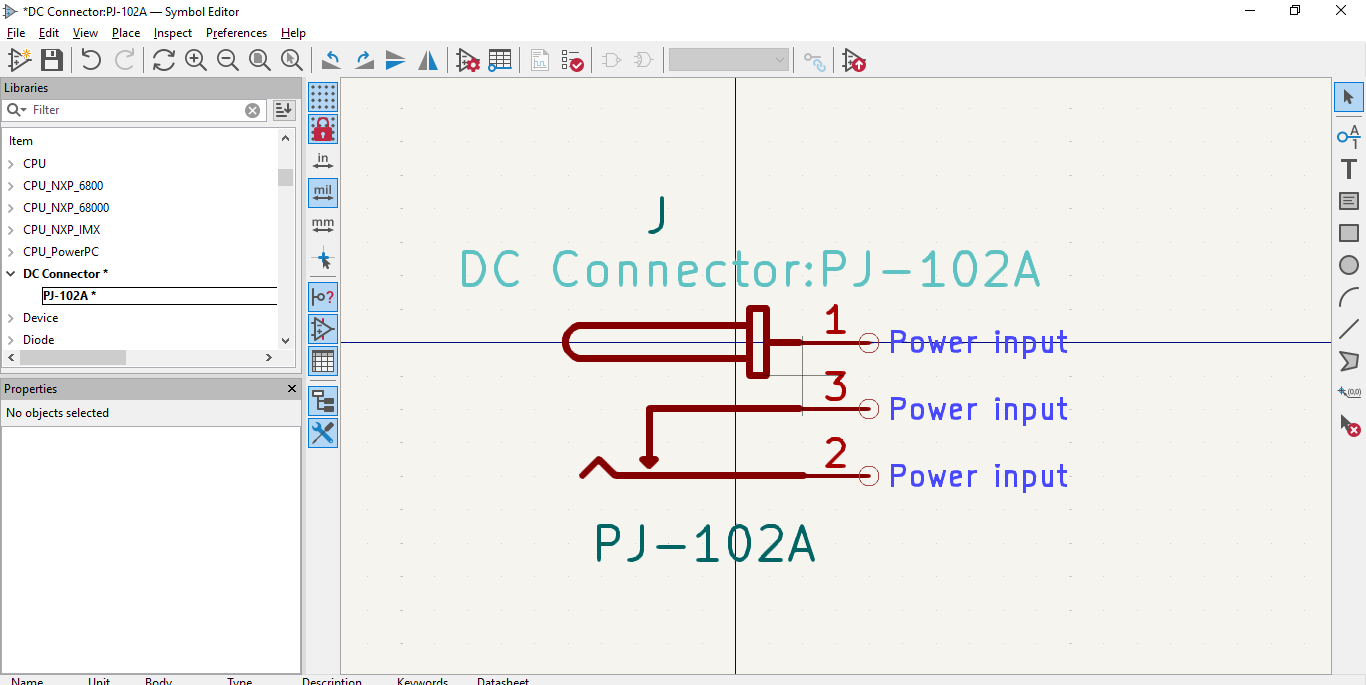 *DC Connector:PJ-102A — Symbol Editor
File Edit View Place Inspect Preferences Help
Libraries
Filter
Item
CPU
CPU_NXP_6800
CPU_NXP_68000
CPU_NXP_IMX
CPU_PowerPC
DC Connector *
PJ-102A *
Device
Diode
Properties
No objects selected
in
mil
mm
J
DC Connector:PJ-102A
1 Power input
3 Power input
2 Power input
PJ-102A
A
1
T
(0,0)
Name Unit Body Type Description Keywords Datasheet